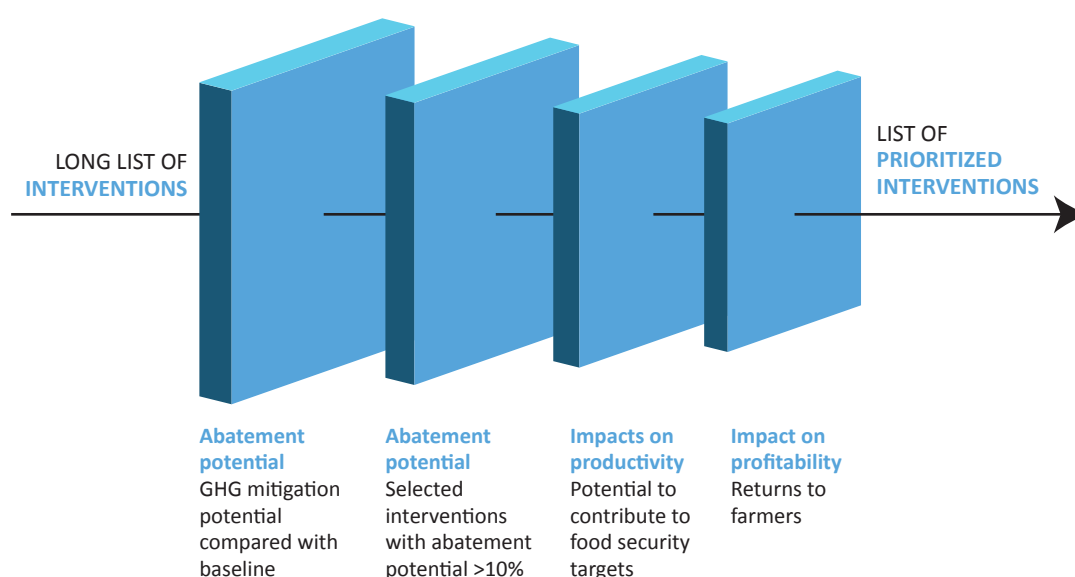 LONG LIST OF
INTERVENTIONS
LIST OF
PRIORITIZED
INTERVENTIONS
Abatement
potential
GHG mitigation
potential
compared with
baseline
Abatement
potential
Selected
interventions
with abatement
potential >10%
Impacts on
productivity
Potential to
contribute to
food security
targets
Impact on
profitability
Returns to
farmers